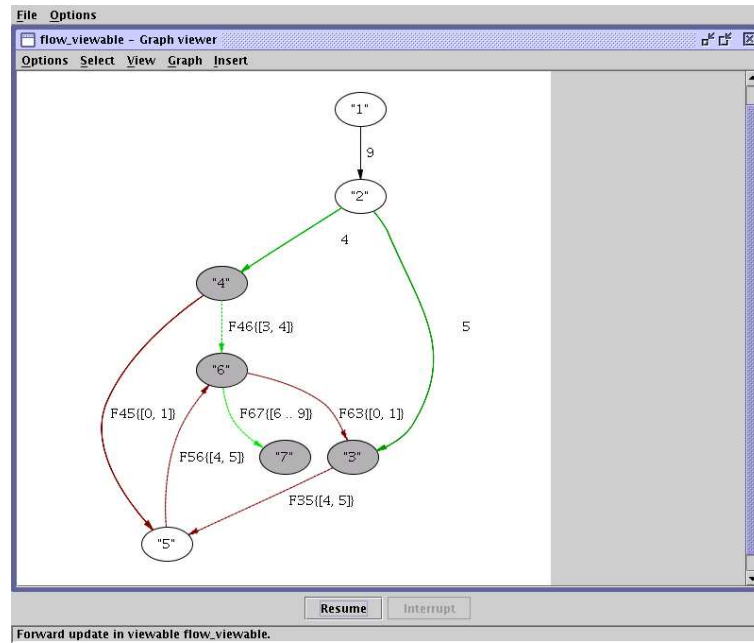 File Options
flow_viewable – Graph viewer
Options Select View Graph Insert
"1"
9
"2"
4
"4"
5
F46{[3, 4]}
"6"
F45{[0, 1]}
F67{[6 .. 9]}
F63{[0, 1]}
F56{[4, 5]}
"7"
"3"
F35{[4, 5]}
"5"
Resume Interrupt
Forward update in viewable flow_viewable.